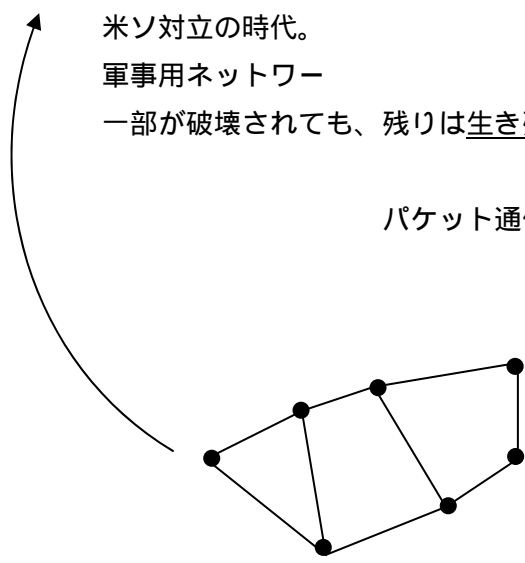 米ソ対立の時代。
軍事用ネットワー
一部が破壊されても、残りは生き
パケット通